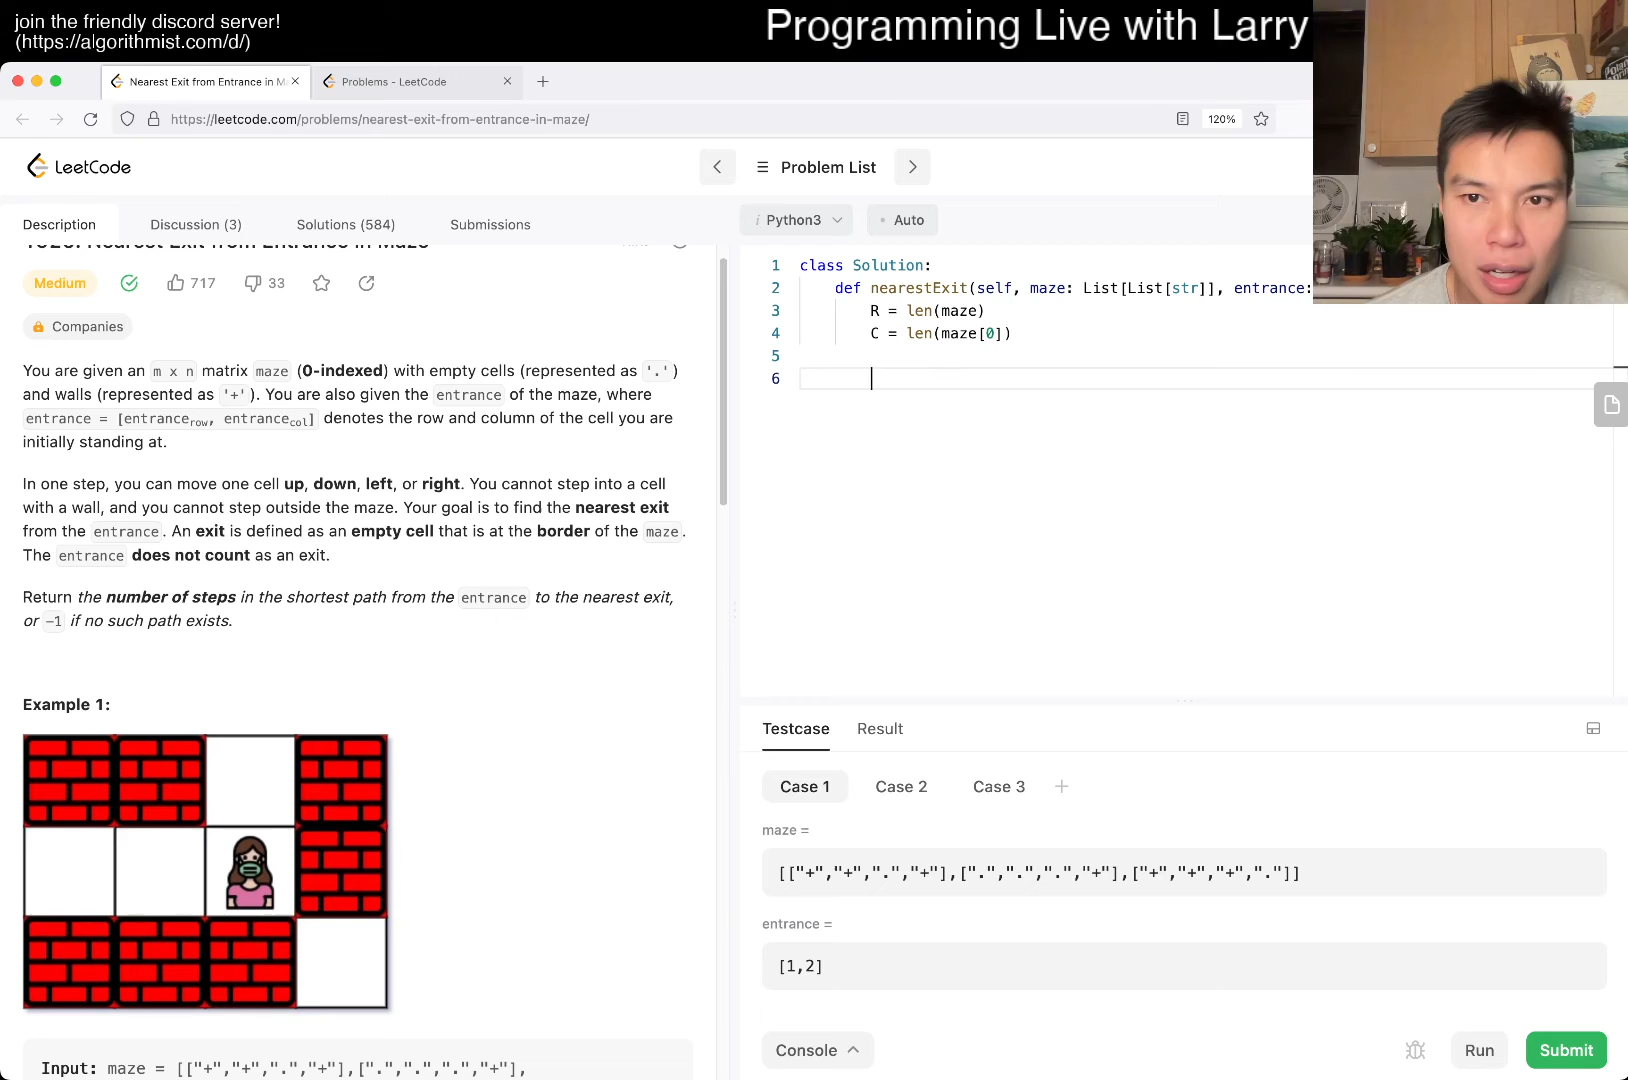 join the friendly discord server!
(https://algorithmist.com/d/)
Programming Live with Larry
Nearest Exit from Entrance in M
Problems - LeetCode
https://leetcode.com/problems/nearest-exit-from-entrance-in-maze/
120%
LeetCode
Problem List
Description
Discussion (3)
Solutions (584)
Submissions
Python3
Auto
Nearest Exit from Entrance in Maze
Medium
717
33
Companies
You are given an m x n matrix maze (0-indexed) with empty cells (represented as '.')
and walls (represented as '+'). You are also given the entrance of the maze, where
entrance = [entrancerow, entrancecol] denotes the row and column of the cell you are
initially standing at.
In one step, you can move one cell up, down, left, or right. You cannot step into a cell
with a wall, and you cannot step outside the maze. Your goal is to find the nearest exit
from the entrance. An exit is defined as an empty cell that is at the border of the maze.
The entrance does not count as an exit.
Return the number of steps in the shortest path from the entrance to the nearest exit,
or -1 if no such path exists.
Example 1:
Input: maze = [["+","+",".","+"],[".",".",".","+"],
1 class Solution:
2 def nearestExit(self, maze: List[List[str]], entrance:
3 R = len(maze)
4 C = len(maze[0])
5
6
Testcase
Result
Case 1
Case 2
Case 3
maze =
[["+","+",".","+"],[".",".",".","+"],["+","+","+","."]]
entrance =
[1,2]
Console
Run
Submit